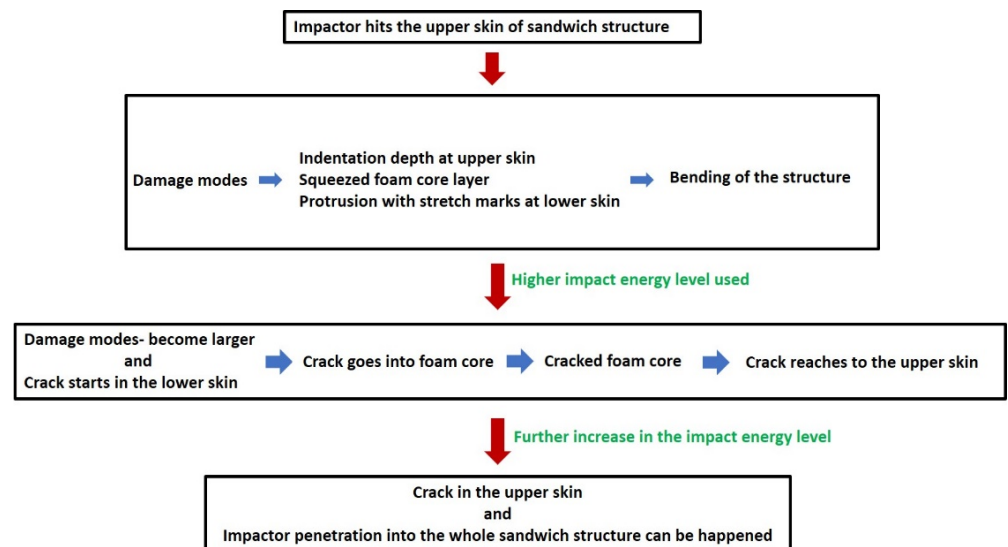 Impactor hits the upper skin of sandwich structure
Damage modes
Indentation depth at upper skin
Squeezed foam core layer
Protrusion with stretch marks at lower skin
Bending of the structure
Higher impact energy level used
Damage modes- become larger
and
Crack starts in the lower skin
Crack goes into foam core
Cracked foam core
Crack reaches to the upper skin
Further increase in the impact energy level
Crack in the upper skin
and
Impactor penetration into the whole sandwich structure can be happened